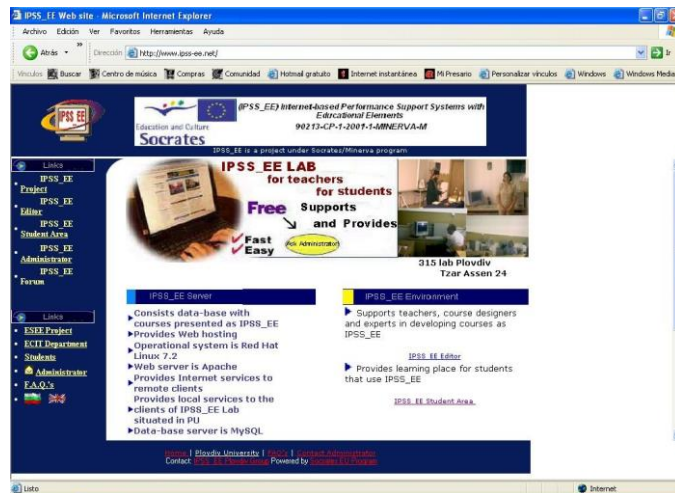 IPSS_EE Web site - Microsoft Internet Explorer
Archivo Edición Ver Favoritos Herramientas Ayuda
Atrás
Dirección http://www.ipss-ee.net/
Ir
Vínculos Buscar Centro de música Compras Comunidad Hotmail gratuito Internet instantánea Mi Presario Personalizar vínculos Windows Windows Media
IPSS EE
Education and Culture
Socrates
(IPSS_EE) Internet-based Performance Support Systems with
Educational Elements
90213-CP-1-2001-1-MINERVA-M
IPSS_EE is a project under Socrates/Minerva program
Links
IPSS_EE
Project
IPSS_EE
Editor
IPSS_EE
Student Area
IPSS_EE
Administrator
IPSS_EE
Forum
Links
ESEE Project
ECIT Department
Students
Administrator
F.A.Q.'s
IPSS_EE LAB
for teachers
for students
Free Supports
and Provides
Fast
Easy
Ask Administrator
315 lab Plovdiv
Tzar Assen 24
IPSS_EE Server
Consists data-base with
courses presented as IPSS_EE
Provides Web hosting
Operational system is Red Hat
Linux 7.2
Web server is Apache
Provides Internet services to
remote clients
Provides local services to the
clients of IPSS_EE Lab
situated in PU
Data-base server is MySQL
IPSS_EE Environment
Supports teachers, course designers
and experts in developing courses as
IPSS_EE
IPSS_EE Editor
Provides learning place for students
that use IPSS_EE
IPSS_EE Student Area
Home | Plovdiv University | FAQ's | Contact Administrator
Contact: IPSS_EE Plovdiv Group Powered by Socrates EU Program
Listo
Internet